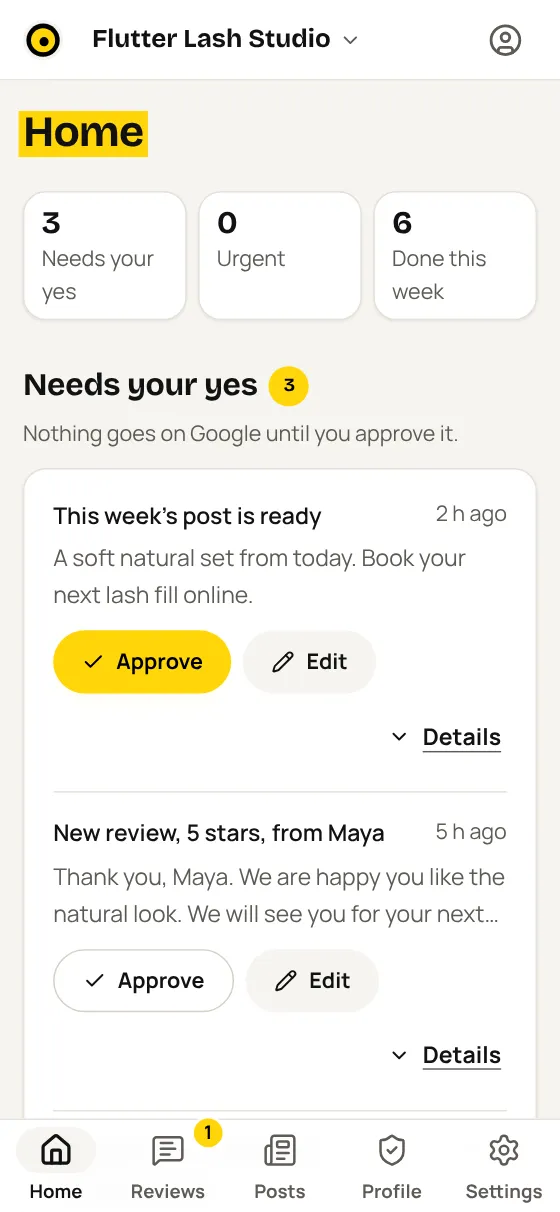 Flutter Lash Studio
Home
3
Needs your
yes
0
Urgent
6
Done this
week
Needs your yes 3
Nothing goes on Google until you approve it.
This week’s post is ready 2 h ago
A soft natural set from today. Book your
next lash fill online.
Approve Edit
Details
New review, 5 stars, from Maya 5 h ago
Thank you, Maya. We are happy you like the
natural look. We will see you for your next…
Approve Edit
Details
1
Home Reviews Posts Profile Settings